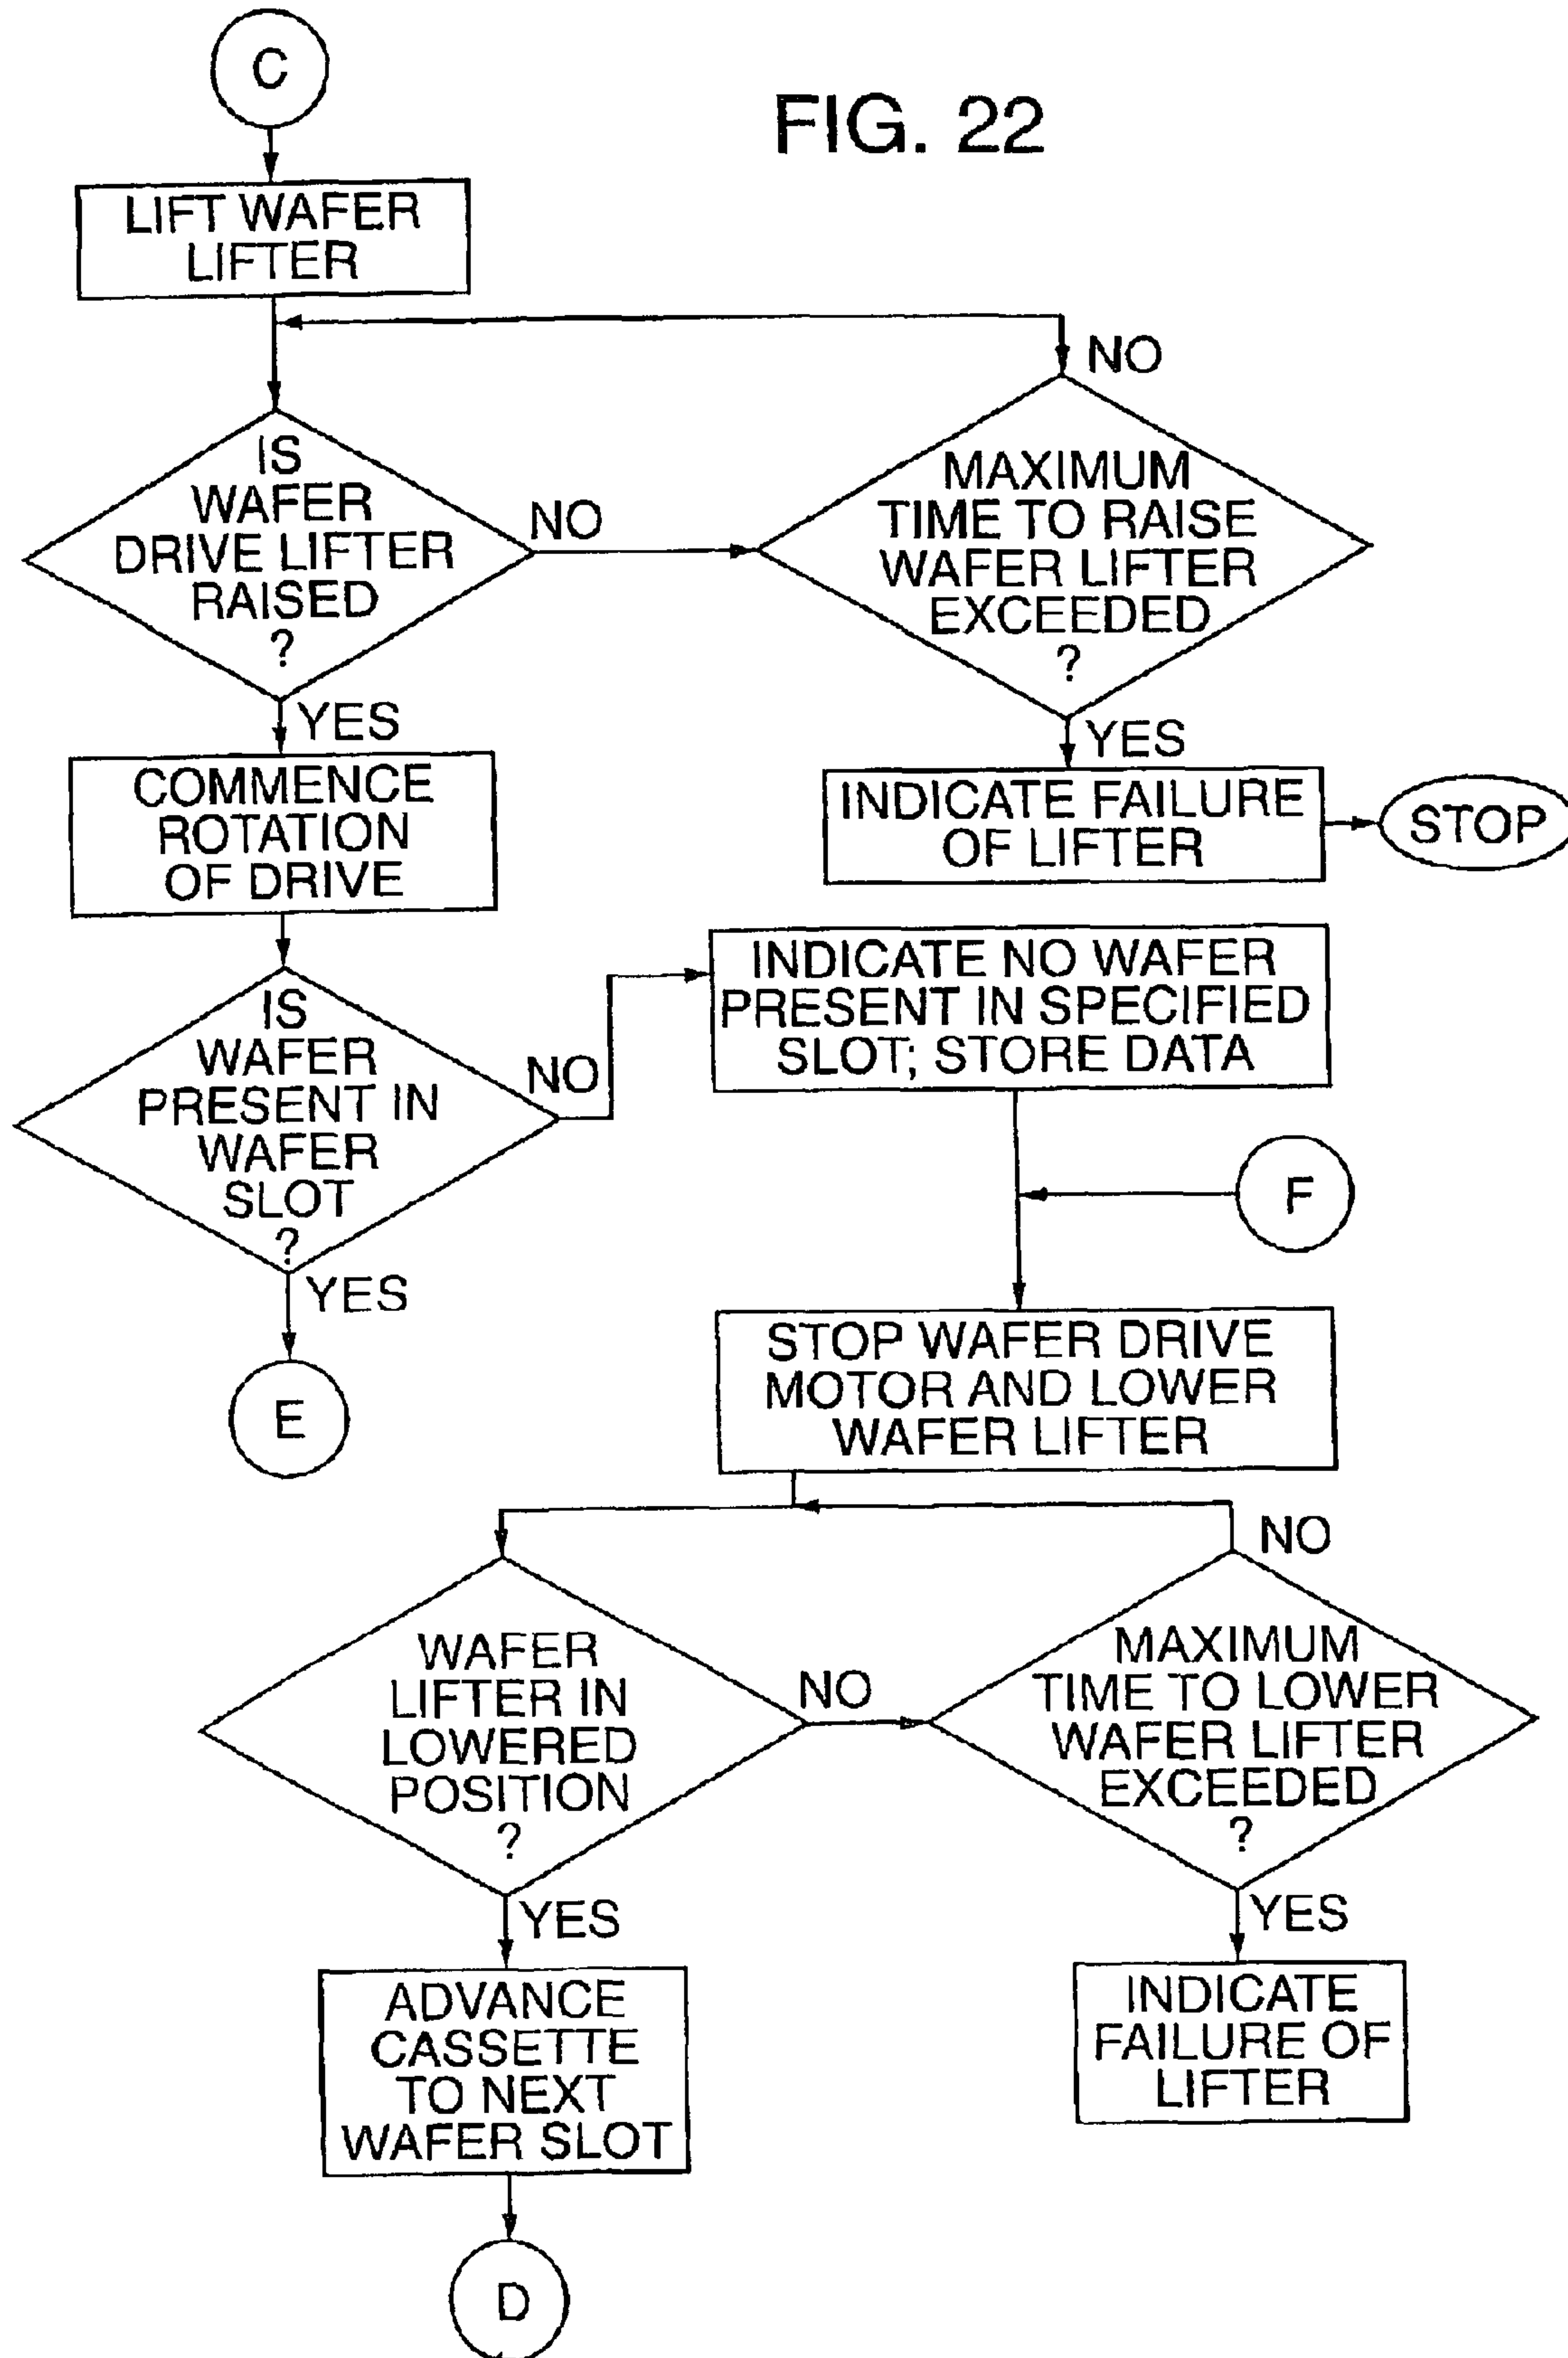 C
FIG. 22
LIFT WAFER
LIFTER
NO
IS
WAFER
DRIVE LIFTER
RAISED
?
NO
MAXIMUM
TIME TO RAISE
WAFER LIFTER
EXCEEDED
?
YES
YES
COMMENCE
ROTATION
OF DRIVE
INDICATE FAILURE
OF LIFTER
STOP
IS
WAFER
PRESENT IN
WAFER
SLOT
?
NO
INDICATE NO WAFER
PRESENT IN SPECIFIED
SLOT; STORE DATA
F
YES
E
STOP WAFER DRIVE
MOTOR AND LOWER
WAFER LIFTER
NO
WAFER
LIFTER IN
LOWERED
POSITION
?
NO
MAXIMUM
TIME TO LOWER
WAFER LIFTER
EXCEEDED
?
YES
YES
ADVANCE
CASSETTE
TO NEXT
WAFER SLOT
INDICATE
FAILURE OF
LIFTER
D